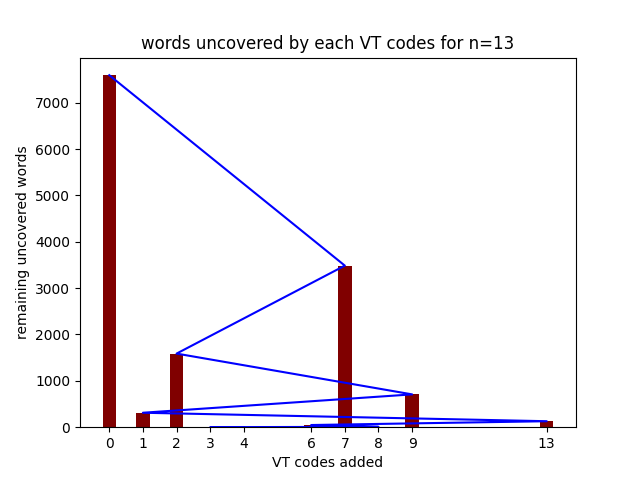 words uncovered by each VT codes for n=13
remaining uncovered words
7000
6000
5000
4000
3000
2000
1000
0
0 1 2 3 4 6 7 8 9 13
VT codes added